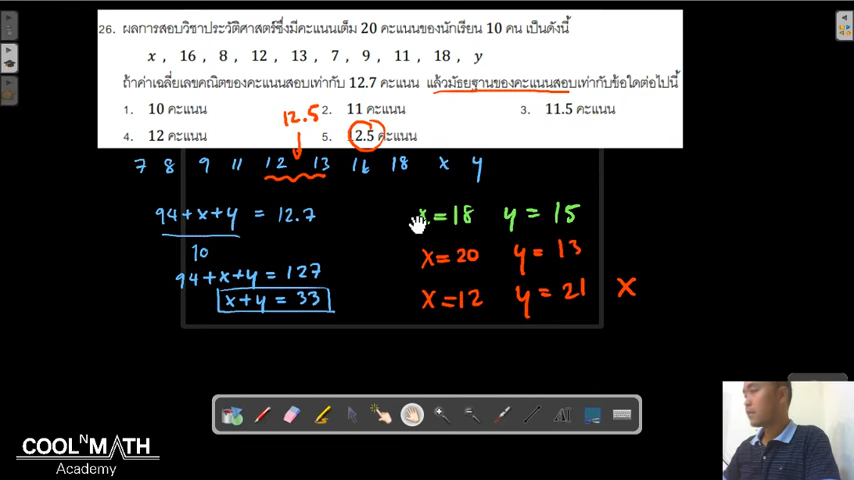 26. ผลการสอบวิชาประวัติศาสตร์ซึ่งมีคะแนนเต็ม 20 คะแนนของนักเรียน 10 คน เป็นดังนี้
x , 16 , 8 , 12 , 13 , 7 , 9 , 11 , 18 , y
ถ้าค่าเฉลี่ยเลขคณิตของคะแนนสอบเท่ากับ 12.7 คะแนน แล้วมัธยฐานของคะแนนสอบเท่ากับข้อใดต่อไปนี้
1. 10 คะแนน 2. 11 คะแนน 3. 11.5 คะแนน
12.5
4. 12 คะแนน 5. 12.5 คะแนน
7 8 9 11 12 13 16 18 x y
94+x+y = 12.7 x=18 y=15
10
x=20 y=13
94+x+y=127
x+y=33 x=12 y=21 X
COOL N MATH
Academy